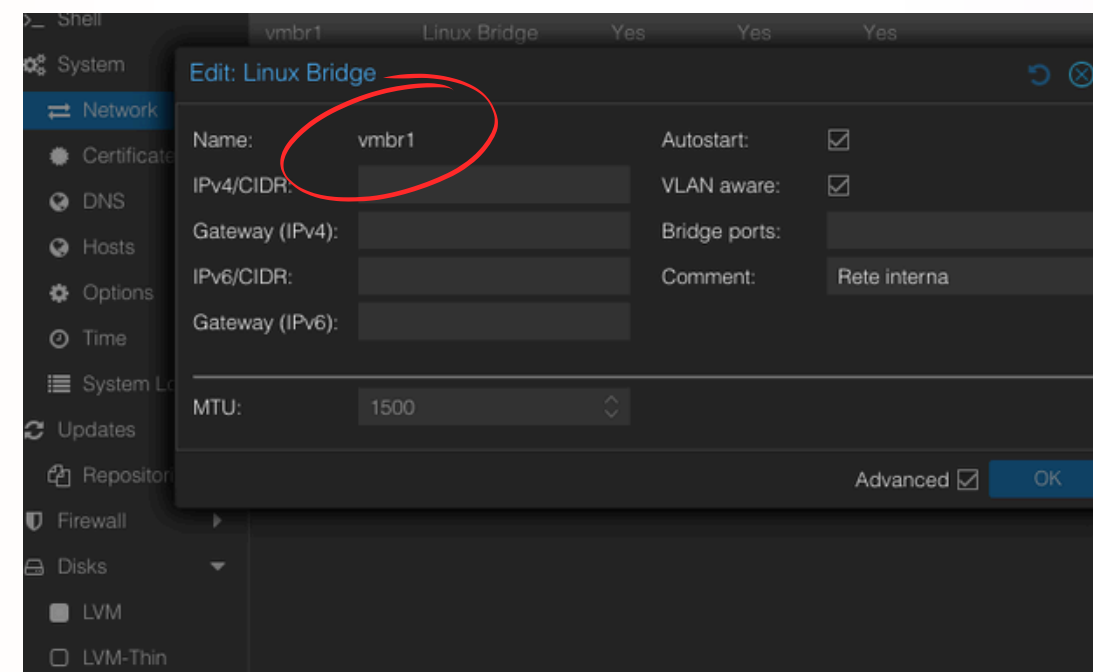 Shell
vmbr1 Linux Bridge Yes Yes Yes
System
Edit: Linux Bridge
Network
Name: vmbr1 Autostart:
Certificate
IPv4/CIDR: VLAN aware:
DNS
Gateway (IPv4): Bridge ports:
Hosts
IPv6/CIDR: Comment: Rete interna
Options
Gateway (IPv6):
Time
System Lo
MTU: 1500
Updates
Repositori
Advanced OK
Firewall
Disks
LVM
LVM-Thin